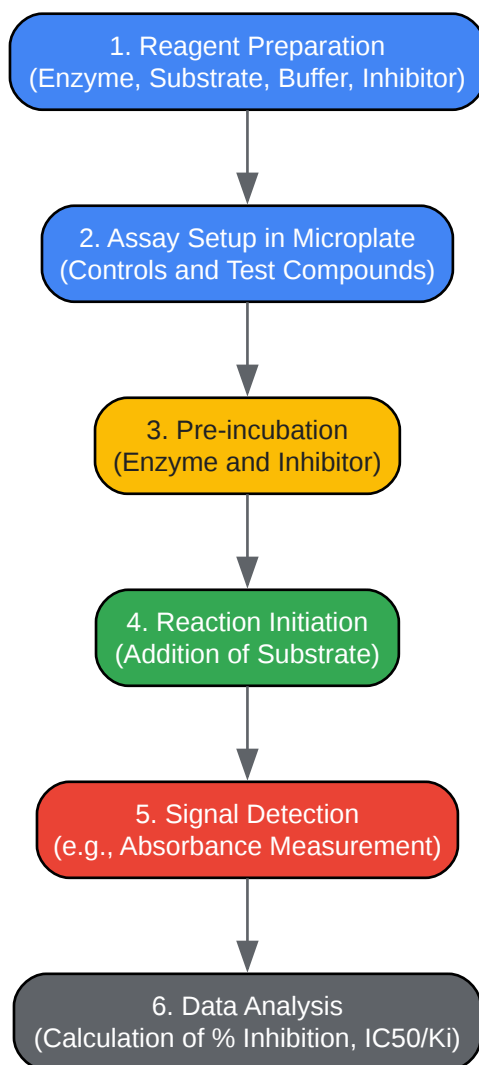 1. Reagent Preparation
(Enzyme, Substrate, Buffer, Inhibitor)
2. Assay Setup in Microplate
(Controls and Test Compounds)
3. Pre-incubation
(Enzyme and Inhibitor)
4. Reaction Initiation
(Addition of Substrate)
5. Signal Detection
(e.g., Absorbance Measurement)
6. Data Analysis
(Calculation of % Inhibition, IC50/Ki)